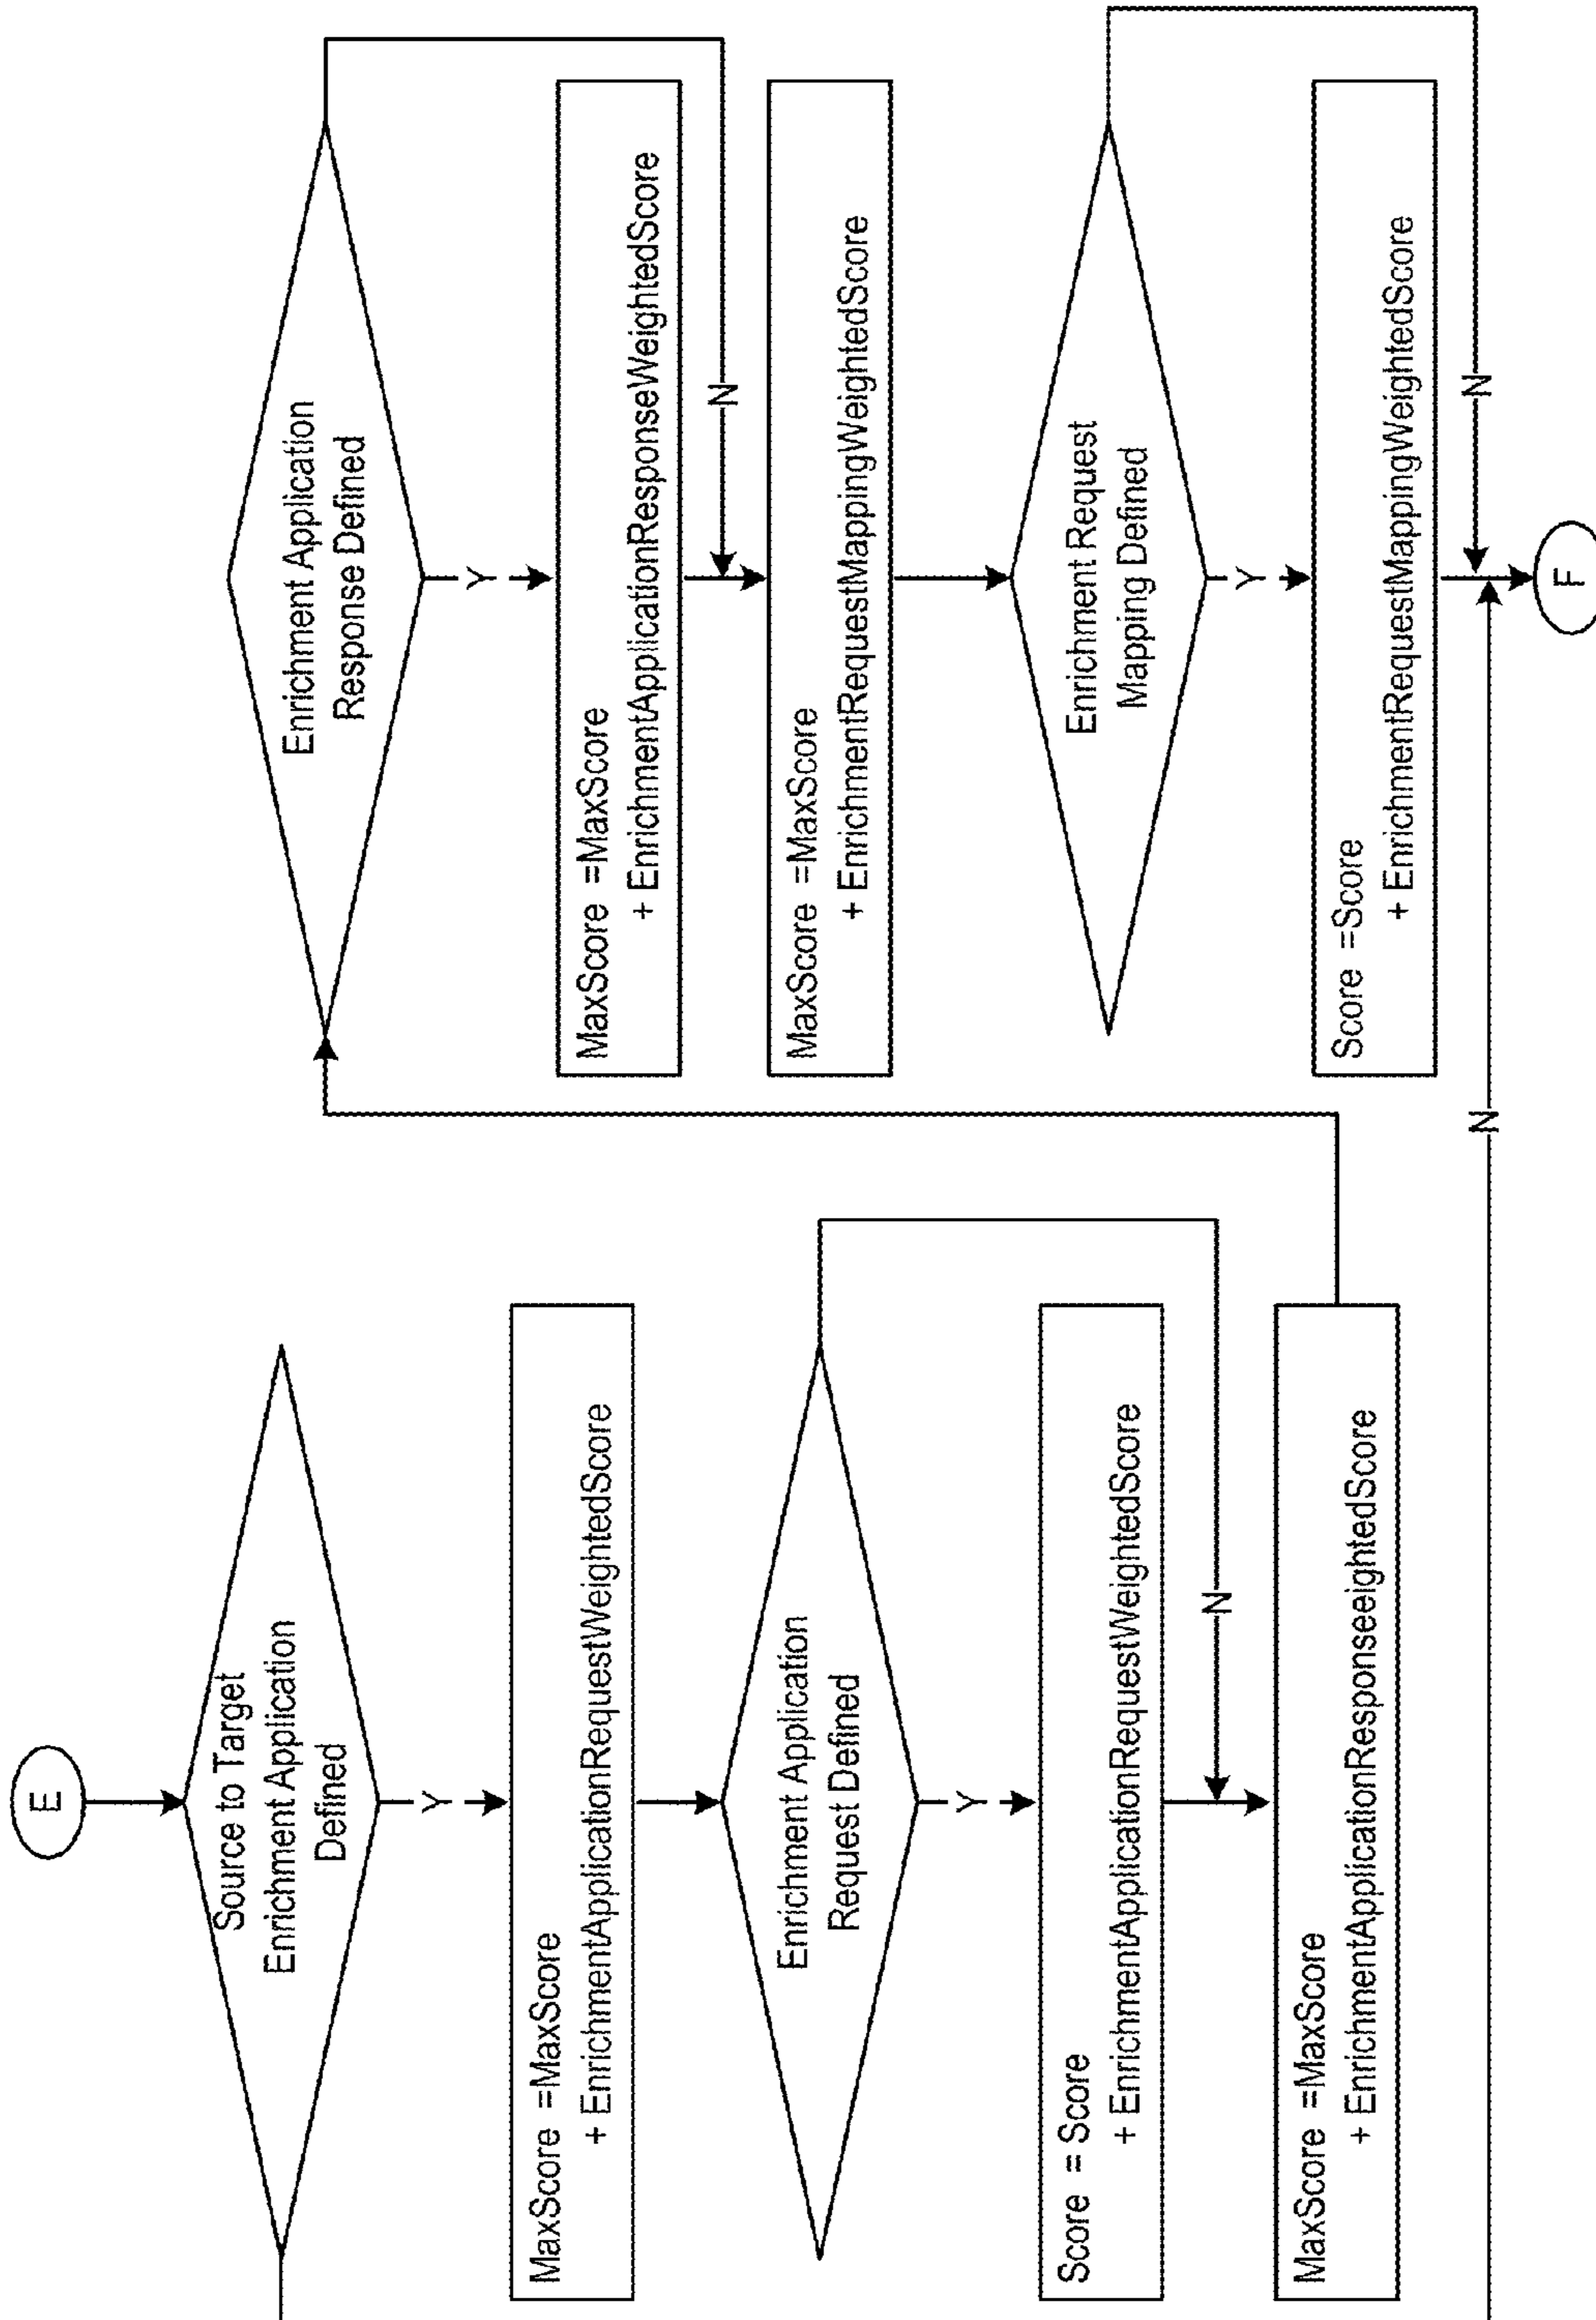 E
Source to Target
Enrichment Application
Defined
Y
MaxScore =MaxScore
+ EnrichmentApplicationRequestWeightedScore
Enrichment Application
Request Defined
Y
Score = Score
+ EnrichmentApplicationRequestWeightedScore
N
MaxScore =MaxScore
+ EnrichmentApplicationResponseeightedScore
N
Enrichment Application
Response Defined
Y
MaxScore =MaxScore
+ EnrichmentApplicationResponseWeightedScore
N
MaxScore =MaxScore
+ EnrichmentRequestMappingWeightedScore
Enrichment Request
Mapping Defined
Y
Score =Score
+ EnrichmentRequestMappingWeightedScore
N
F